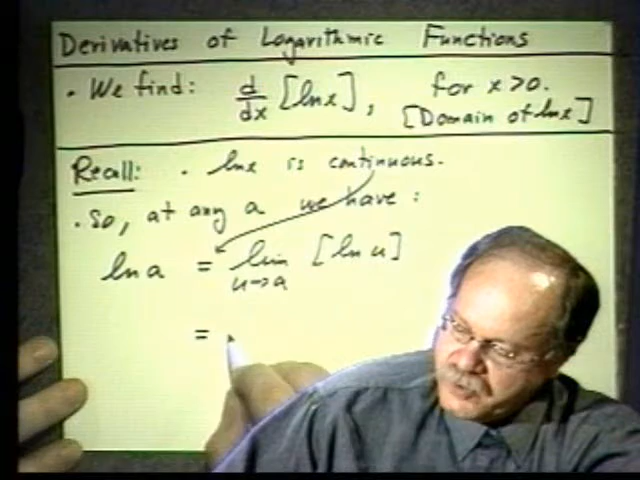 Derivatives of Logarithmic Functions
• We find: d/dx [ln x], for x > 0.
[Domain of ln x]
Recall: • ln x is continuous.
• So, at any a we have:
ln a = lim u→a [ln u]
=